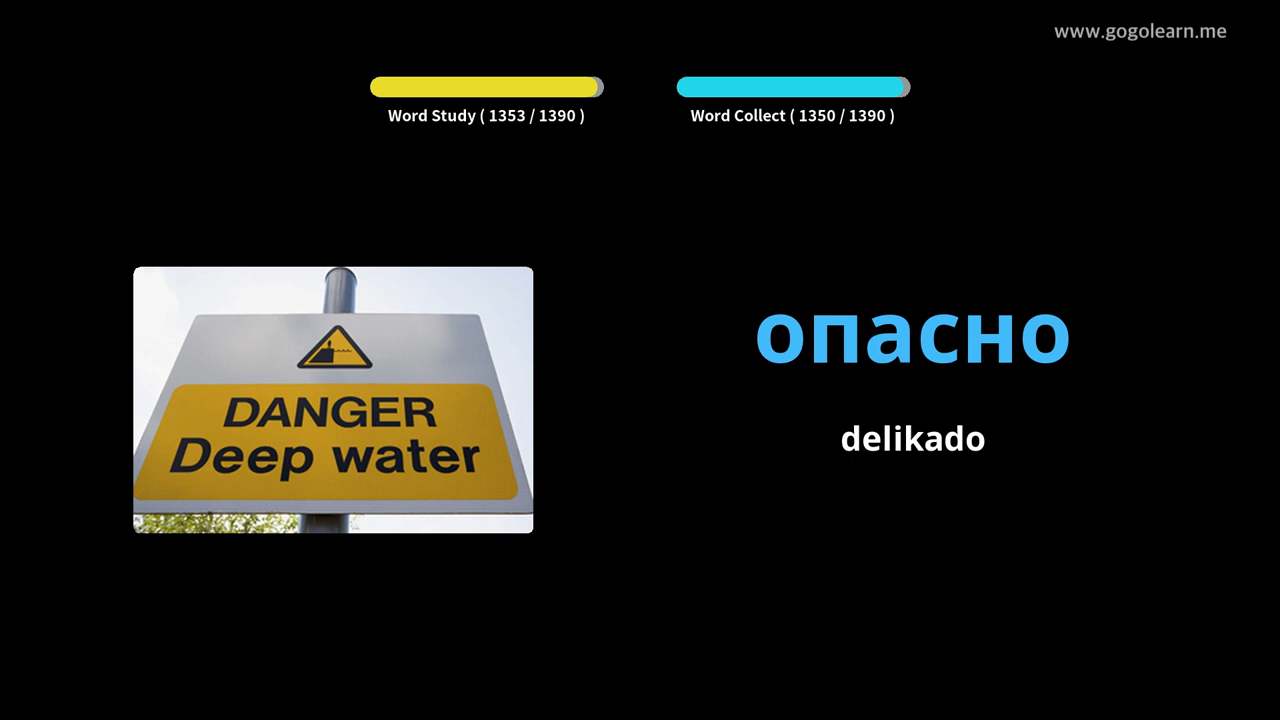 www.gogolearn.me
Word Study ( 1353 / 1390 )
Word Collect ( 1350 / 1390 )
DANGER
Deep water
опасно
delikado